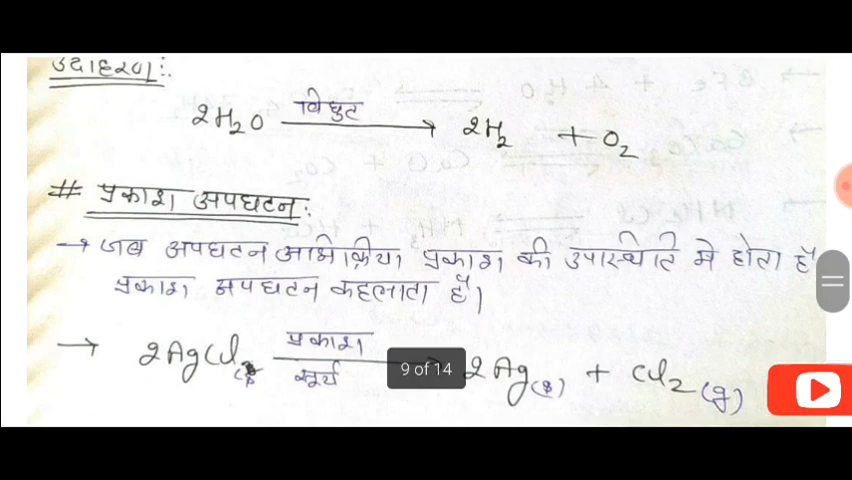 उदाहरण:
2H₂O विधुत → 2H₂ + O₂
# प्रकाश अपघटन:
→ जब अपघटन अभिक्रिया प्रकाश की उपस्थिति मे होता है
प्रकाश अपघटन कहलाता है।
→ 2AgCl(s) प्रकाश सूर्य → 2Ag(s) + Cl₂(g)
9 of 14